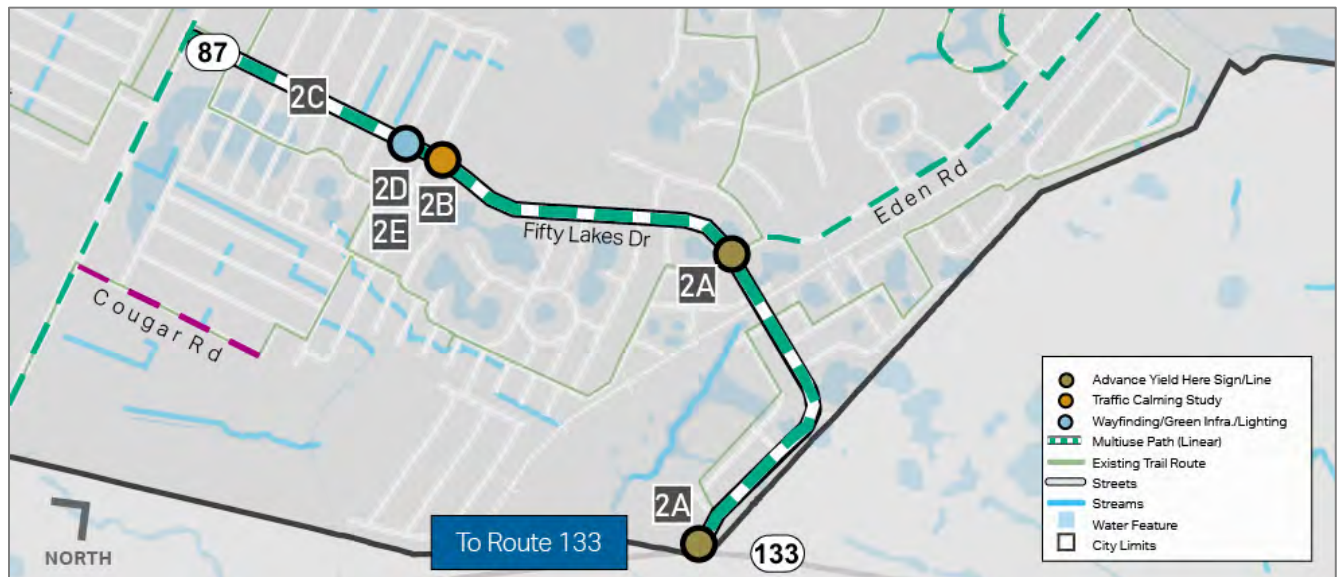 87
2C
2D
2B
2E
Fifty Lakes Dr
Eden Rd
2A
Cougar Rd
2A
To Route 133
133
NORTH
Advance Yield Here Sign/Line
Traffic Calming Study
Wayfinding/Green Infra./Lighting
Multiuse Path (Linear)
Existing Trail Route
Streets
Streams
Water Feature
City Limits